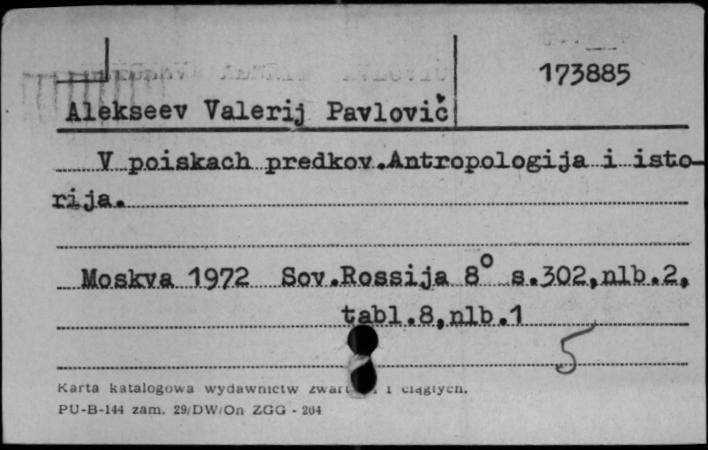 173885
Alekseev Valerij Pavlovič
V poiskach predkov.Antropologija i isto-
rija.
Moskva 1972 Sov.Rossija 8° s.302,nlb.2,
tabl.8,nlb.1
5
Karta katalogowa wydawnictw i ciągłych.
PU-B-144 zam. 29/DW/On ZGG - 204